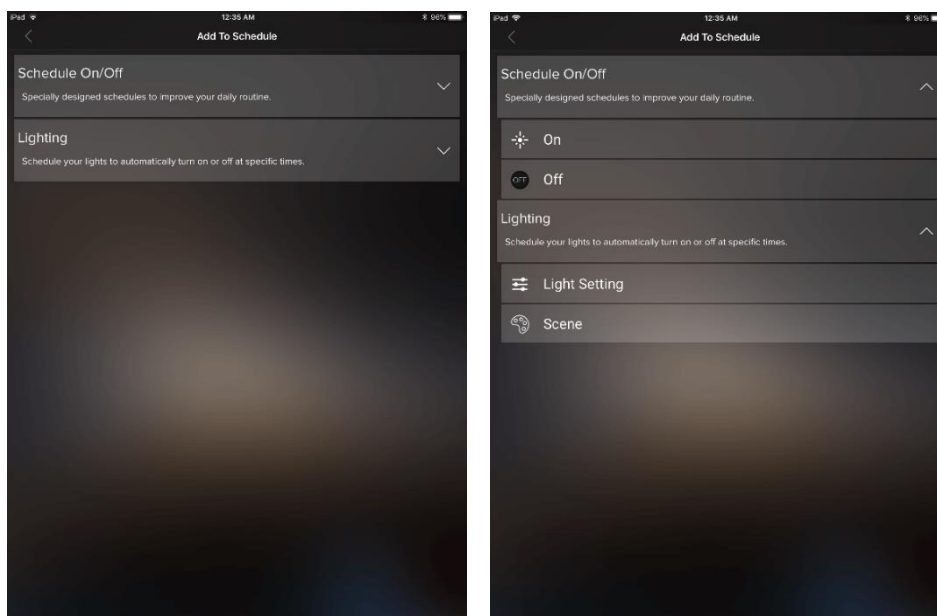 iPad 12:35 AM 96%
Add To Schedule
Schedule On/Off
Specially designed schedules to improve your daily routine.
Lighting
Schedule your lights to automatically turn on or off at specific times.
iPad 12:35 AM 96%
Add To Schedule
Schedule On/Off
Specially designed schedules to improve your daily routine.
On
OFF Off
Lighting
Schedule your lights to automatically turn on or off at specific times.
Light Setting
Scene